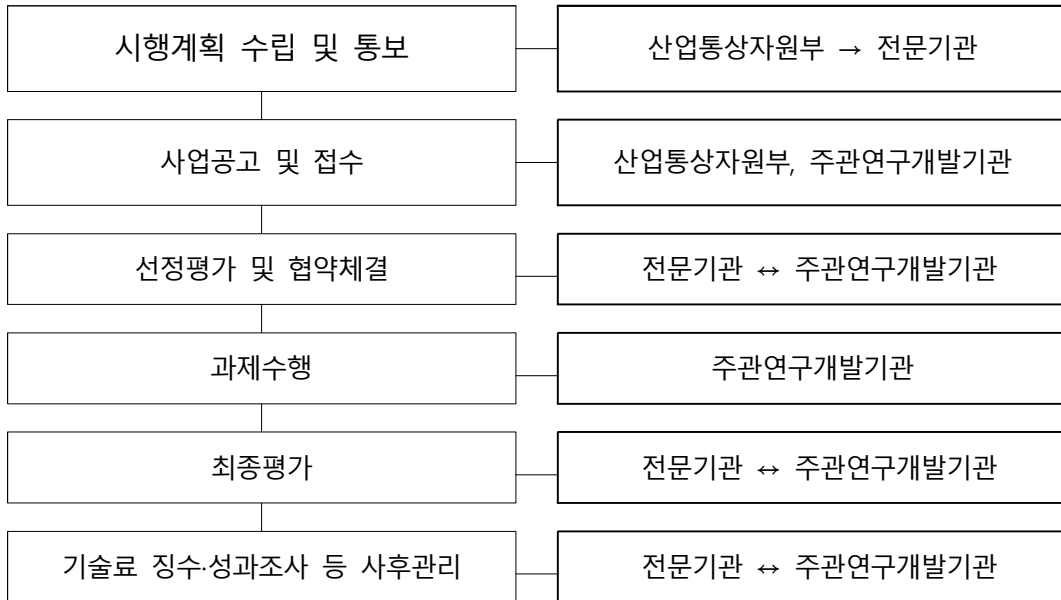 시행계획 수립 및 통보
산업통상자원부 → 전문기관
사업공고 및 접수
산업통상자원부, 주관연구개발기관
선정평가 및 협약체결
전문기관 ↔ 주관연구개발기관
과제수행
주관연구개발기관
최종평가
전문기관 ↔ 주관연구개발기관
기술료 징수·성과조사 등 사후관리
전문기관 ↔ 주관연구개발기관